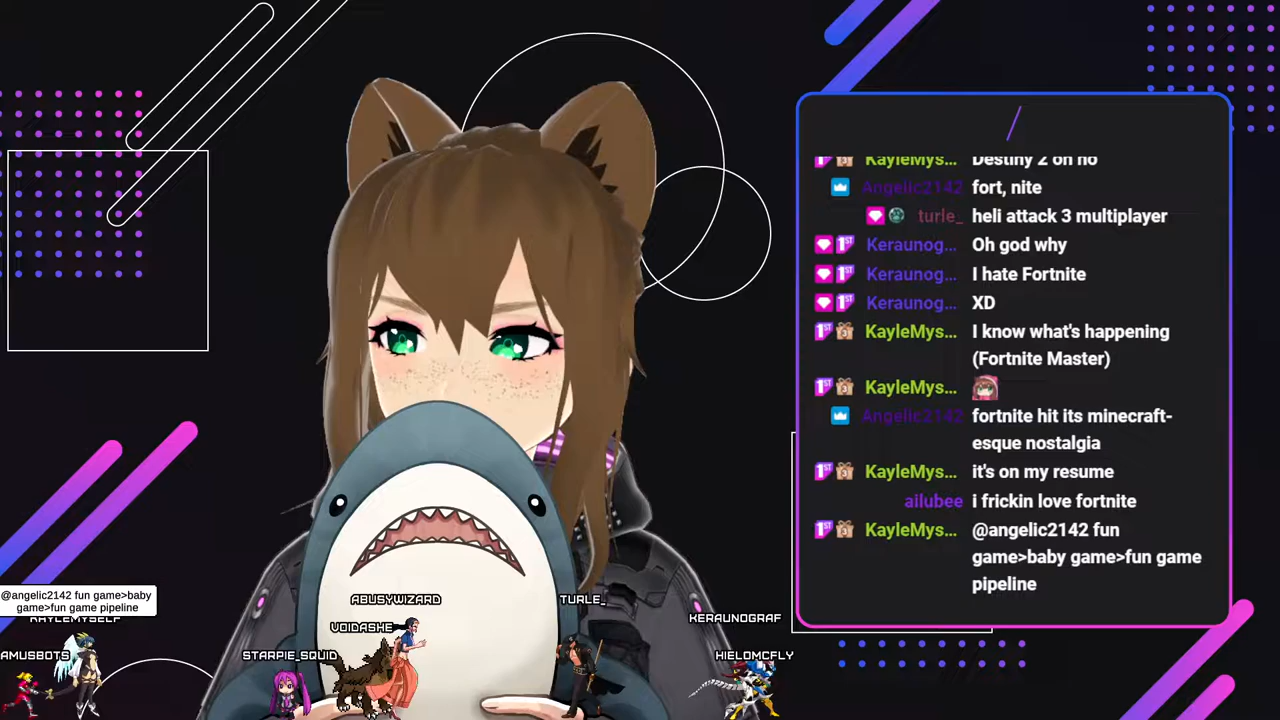 KayleMys... Destiny 2 oh no
Angelic2142 fort, nite
turle_ heli attack 3 multiplayer
Keraunog... Oh god why
Keraunog... I hate Fortnite
Keraunog... XD
KayleMys... I know what's happening
(Fortnite Master)
KayleMys...
Angelic2142 fortnite hit its minecraft-
esque nostalgia
KayleMys... it's on my resume
ailubee i frickin love fortnite
KayleMys... @angelic2142 fun
game>baby game>fun game
pipeline
@angelic2142 fun game>baby
game>fun game pipeline
KAYLEMYSELF
AMUSBOTS
STARPIE_SQUID
VOIDASHE
ABUSYWIZARD
TURLE_
KERAUNOGRAF
HIELOMCFLY